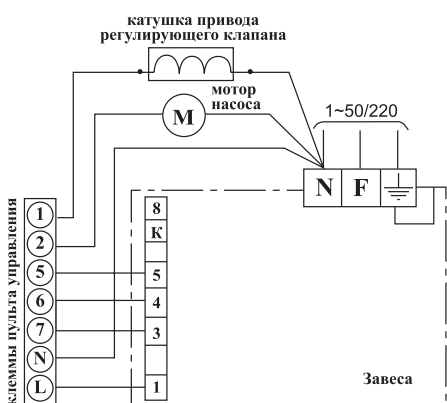 катушка привода
регулирующего клапана
мотор
насоса
М
1~50/220
N F
клеммы пульта управления
1
2
5
6
7
N
L
8
К
5
4
3
1
Завеса